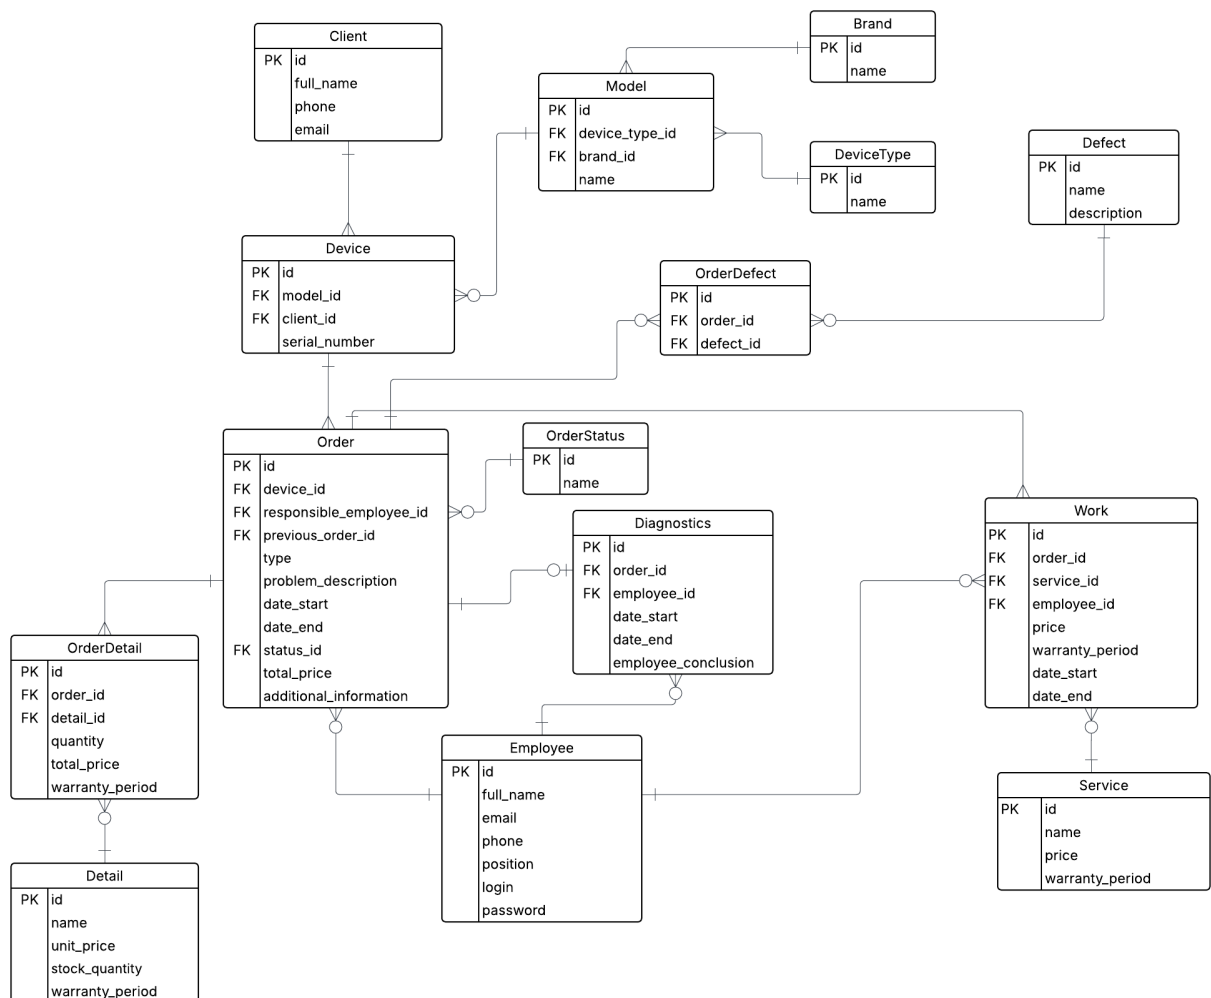 Brand
PK id
name
Client
PK id
full_name
phone
email
Model
PK id
FK device_type_id
FK brand_id
name
DeviceType
PK id
name
Defect
PK id
name
description
Device
PK id
FK model_id
FK client_id
serial_number
OrderDefect
PK id
FK order_id
FK defect_id
Order
PK id
FK device_id
FK responsible_employee_id
FK previous_order_id
type
problem_description
date_start
date_end
FK status_id
total_price
additional_information
OrderStatus
PK id
name
Diagnostics
PK id
FK order_id
FK employee_id
date_start
date_end
employee_conclusion
Work
PK id
FK order_id
FK service_id
FK employee_id
price
warranty_period
date_start
date_end
OrderDetail
PK id
FK order_id
FK detail_id
quantity
total_price
warranty_period
Employee
PK id
full_name
email
phone
position
login
password
Service
PK id
name
price
warranty_period
Detail
PK id
name
unit_price
stock_quantity
warranty_period